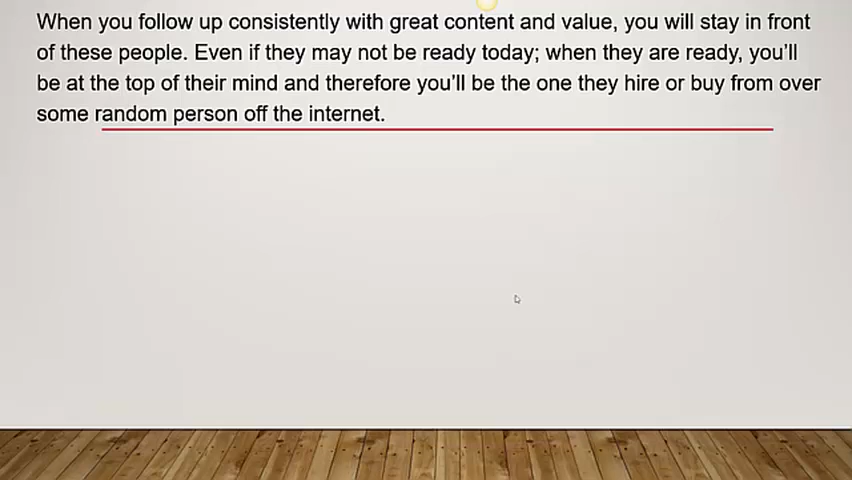 When you follow up consistently with great content and value, you will stay in front
of these people. Even if they may not be ready today; when they are ready, you’ll
be at the top of their mind and therefore you’ll be the one they hire or buy from over
some random person off the internet.